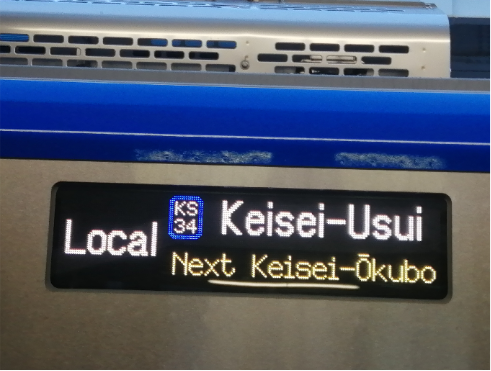 Local
KS
34
Keisei-Usui
Next Keisei-Ōkubo